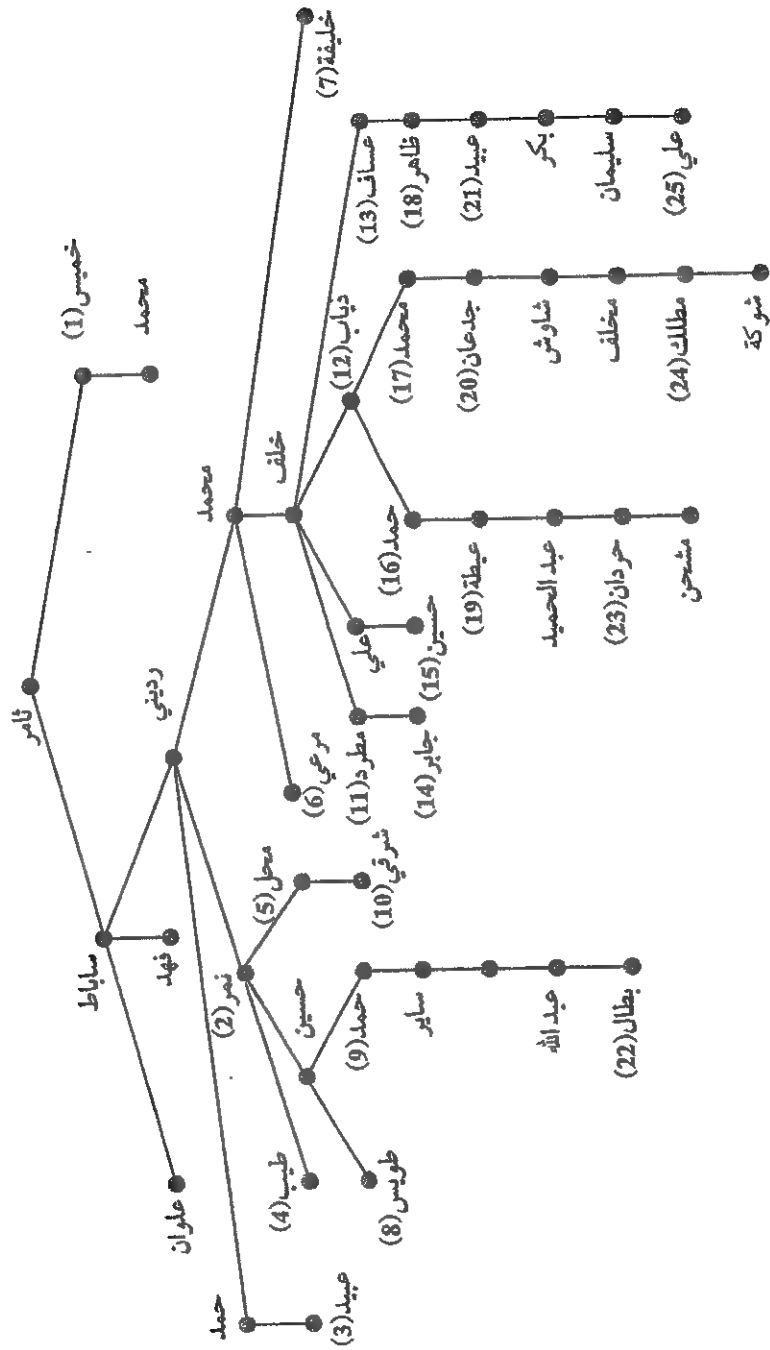 ثامر
خميس (1)
محمد
ساباط
علوان
فهد
رديني
حمد
عبيد (3)
نمر (2)
محمد
طيب (4)
حسين
محل (5)
شرقي (10)
طويس (8)
حمد (9)
ساير
عبد الله
بطال (22)
مرعي (6)
خلف
خليفة (7)
مطرد (11)
جابر (14)
علي
حسين (15)
ذياب (12)
عساف (13)
حمد (16)
عيطة (19)
عبد الحميد
حردان (23)
مشحن
محمد (17)
جدعان (20)
شاوش
مخلف
مطلك (24)
شوكة
ظاهر (18)
عبيد (21)
بكر
سليمان
علي (25)